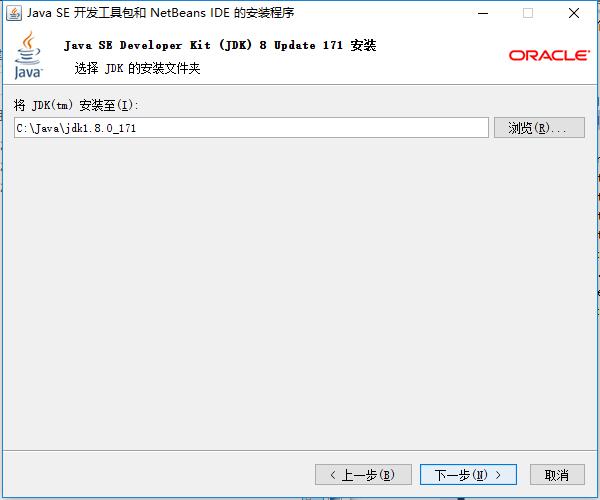 Java SE 开发工具包和 NetBeans IDE 的安装程序
Java SE Developer Kit (JDK) 8 Update 171 安装
选择 JDK 的安装文件夹
Java
ORACLE
将 JDK(tm) 安装至(I):
C:\Java\jdk1.8.0_171
浏览(R)...
< 上一步(B)
下一步(N) >
取消